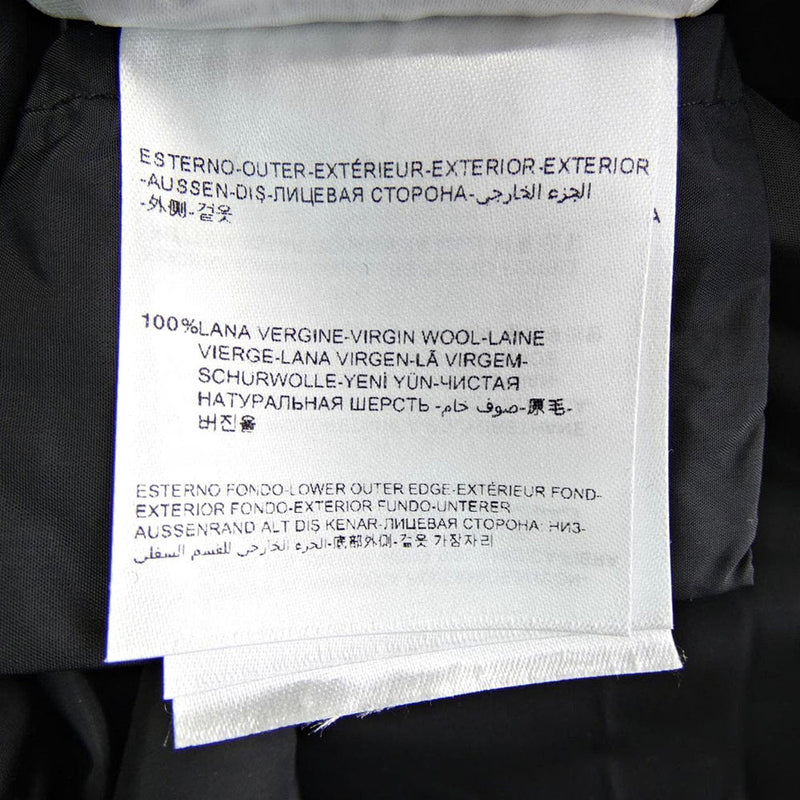 ESTERNO-OUTER-EXTÉRIEUR-EXTERIOR-EXTERIOR
-AUSSEN-DIŞ-ЛИЦЕВАЯ СТОРОНА-الجزء الخارجي
-外側-겉옷
A
100%LANA VERGINE-VIRGIN WOOL-LAINE
VIERGE-LANA VIRGEN-LÃ VIRGEM-
SCHURWOLLE-YENİ YÜN-ЧИСТАЯ
НАТУРАЛЬНАЯ ШЕРСТЬ-صوف خام-原毛-
버진울
ESTERNO FONDO-LOWER OUTER EDGE-EXTÉRIEUR FOND-
EXTERIOR FONDO-EXTERIOR FUNDO-UNTERER
AUSSENRAND ALT DIŞ KENAR-ЛИЦЕВАЯ СТОРОНА: НИЗ-
الجزء الخارجي للقسم السفلي-底部外側-겉옷 가장자리